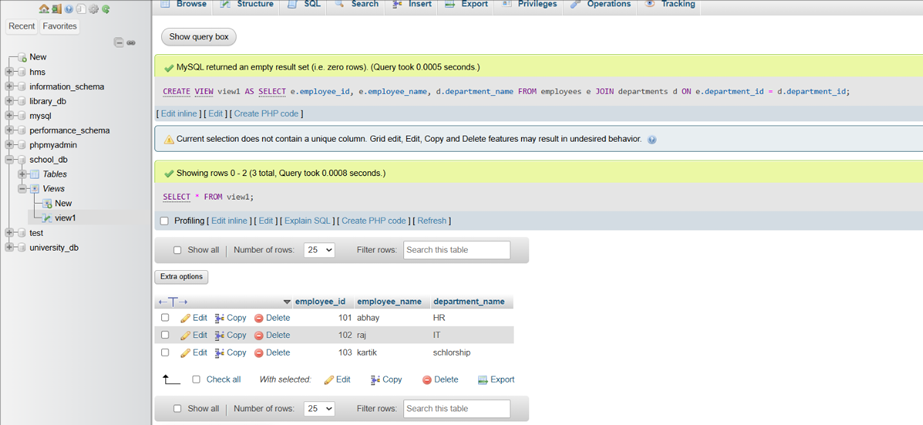 Browse Structure SQL Search Insert Export Privileges Operations Tracking
Recent Favorites
New
hms
information_schema
library_db
mysql
performance_schema
phpmyadmin
school_db
Tables
Views
New
view1
test
university_db
Show query box
MySQL returned an empty result set (i.e. zero rows). (Query took 0.0005 seconds.)
CREATE VIEW view1 AS SELECT e.employee_id, e.employee_name, d.department_name FROM employees e JOIN departments d ON e.department_id = d.department_id;
[ Edit inline ] [ Edit ] [ Create PHP code ]
Current selection does not contain a unique column. Grid edit, Edit, Copy and Delete features may result in undesired behavior.
Showing rows 0 - 2 (3 total, Query took 0.0008 seconds.)
SELECT * FROM view1;
Profiling [ Edit inline ] [ Edit ] [ Explain SQL ] [ Create PHP code ] [ Refresh ]
Show all | Number of rows: 25 Filter rows: Search this table
Extra options
employee_id employee_name department_name
Edit Copy Delete 101 abhay HR
Edit Copy Delete 102 raj IT
Edit Copy Delete 103 kartik schlorship
Check all With selected: Edit Copy Delete Export
Show all | Number of rows: 25 Filter rows: Search this table